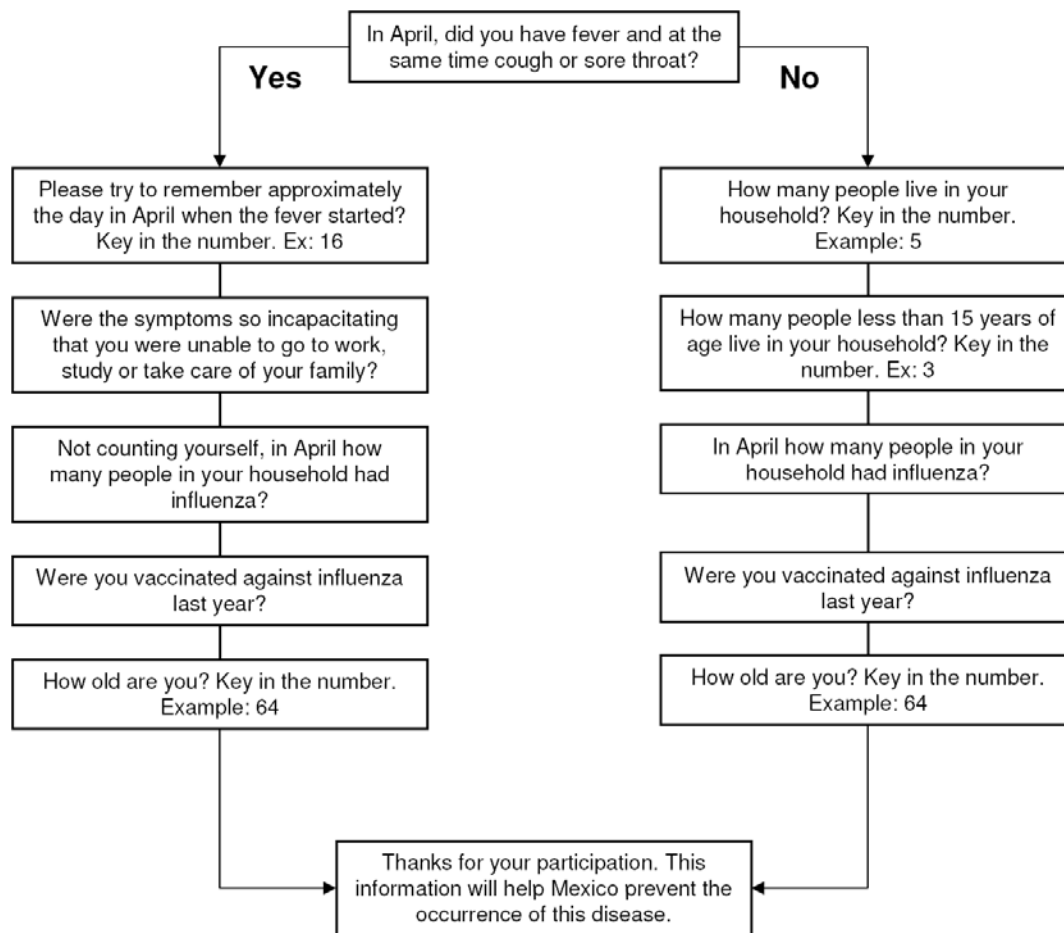 In April, did you have fever and at the
same time cough or sore throat?
Yes
No
Please try to remember approximately
the day in April when the fever started?
Key in the number. Ex: 16
Were the symptoms so incapacitating
that you were unable to go to work,
study or take care of your family?
Not counting yourself, in April how
many people in your household had
influenza?
Were you vaccinated against influenza
last year?
How old are you? Key in the number.
Example: 64
How many people live in your
household? Key in the number.
Example: 5
How many people less than 15 years of
age live in your household? Key in the
number. Ex: 3
In April how many people in your
household had influenza?
Were you vaccinated against influenza
last year?
How old are you? Key in the number.
Example: 64
Thanks for your participation. This
information will help Mexico prevent the
occurrence of this disease.